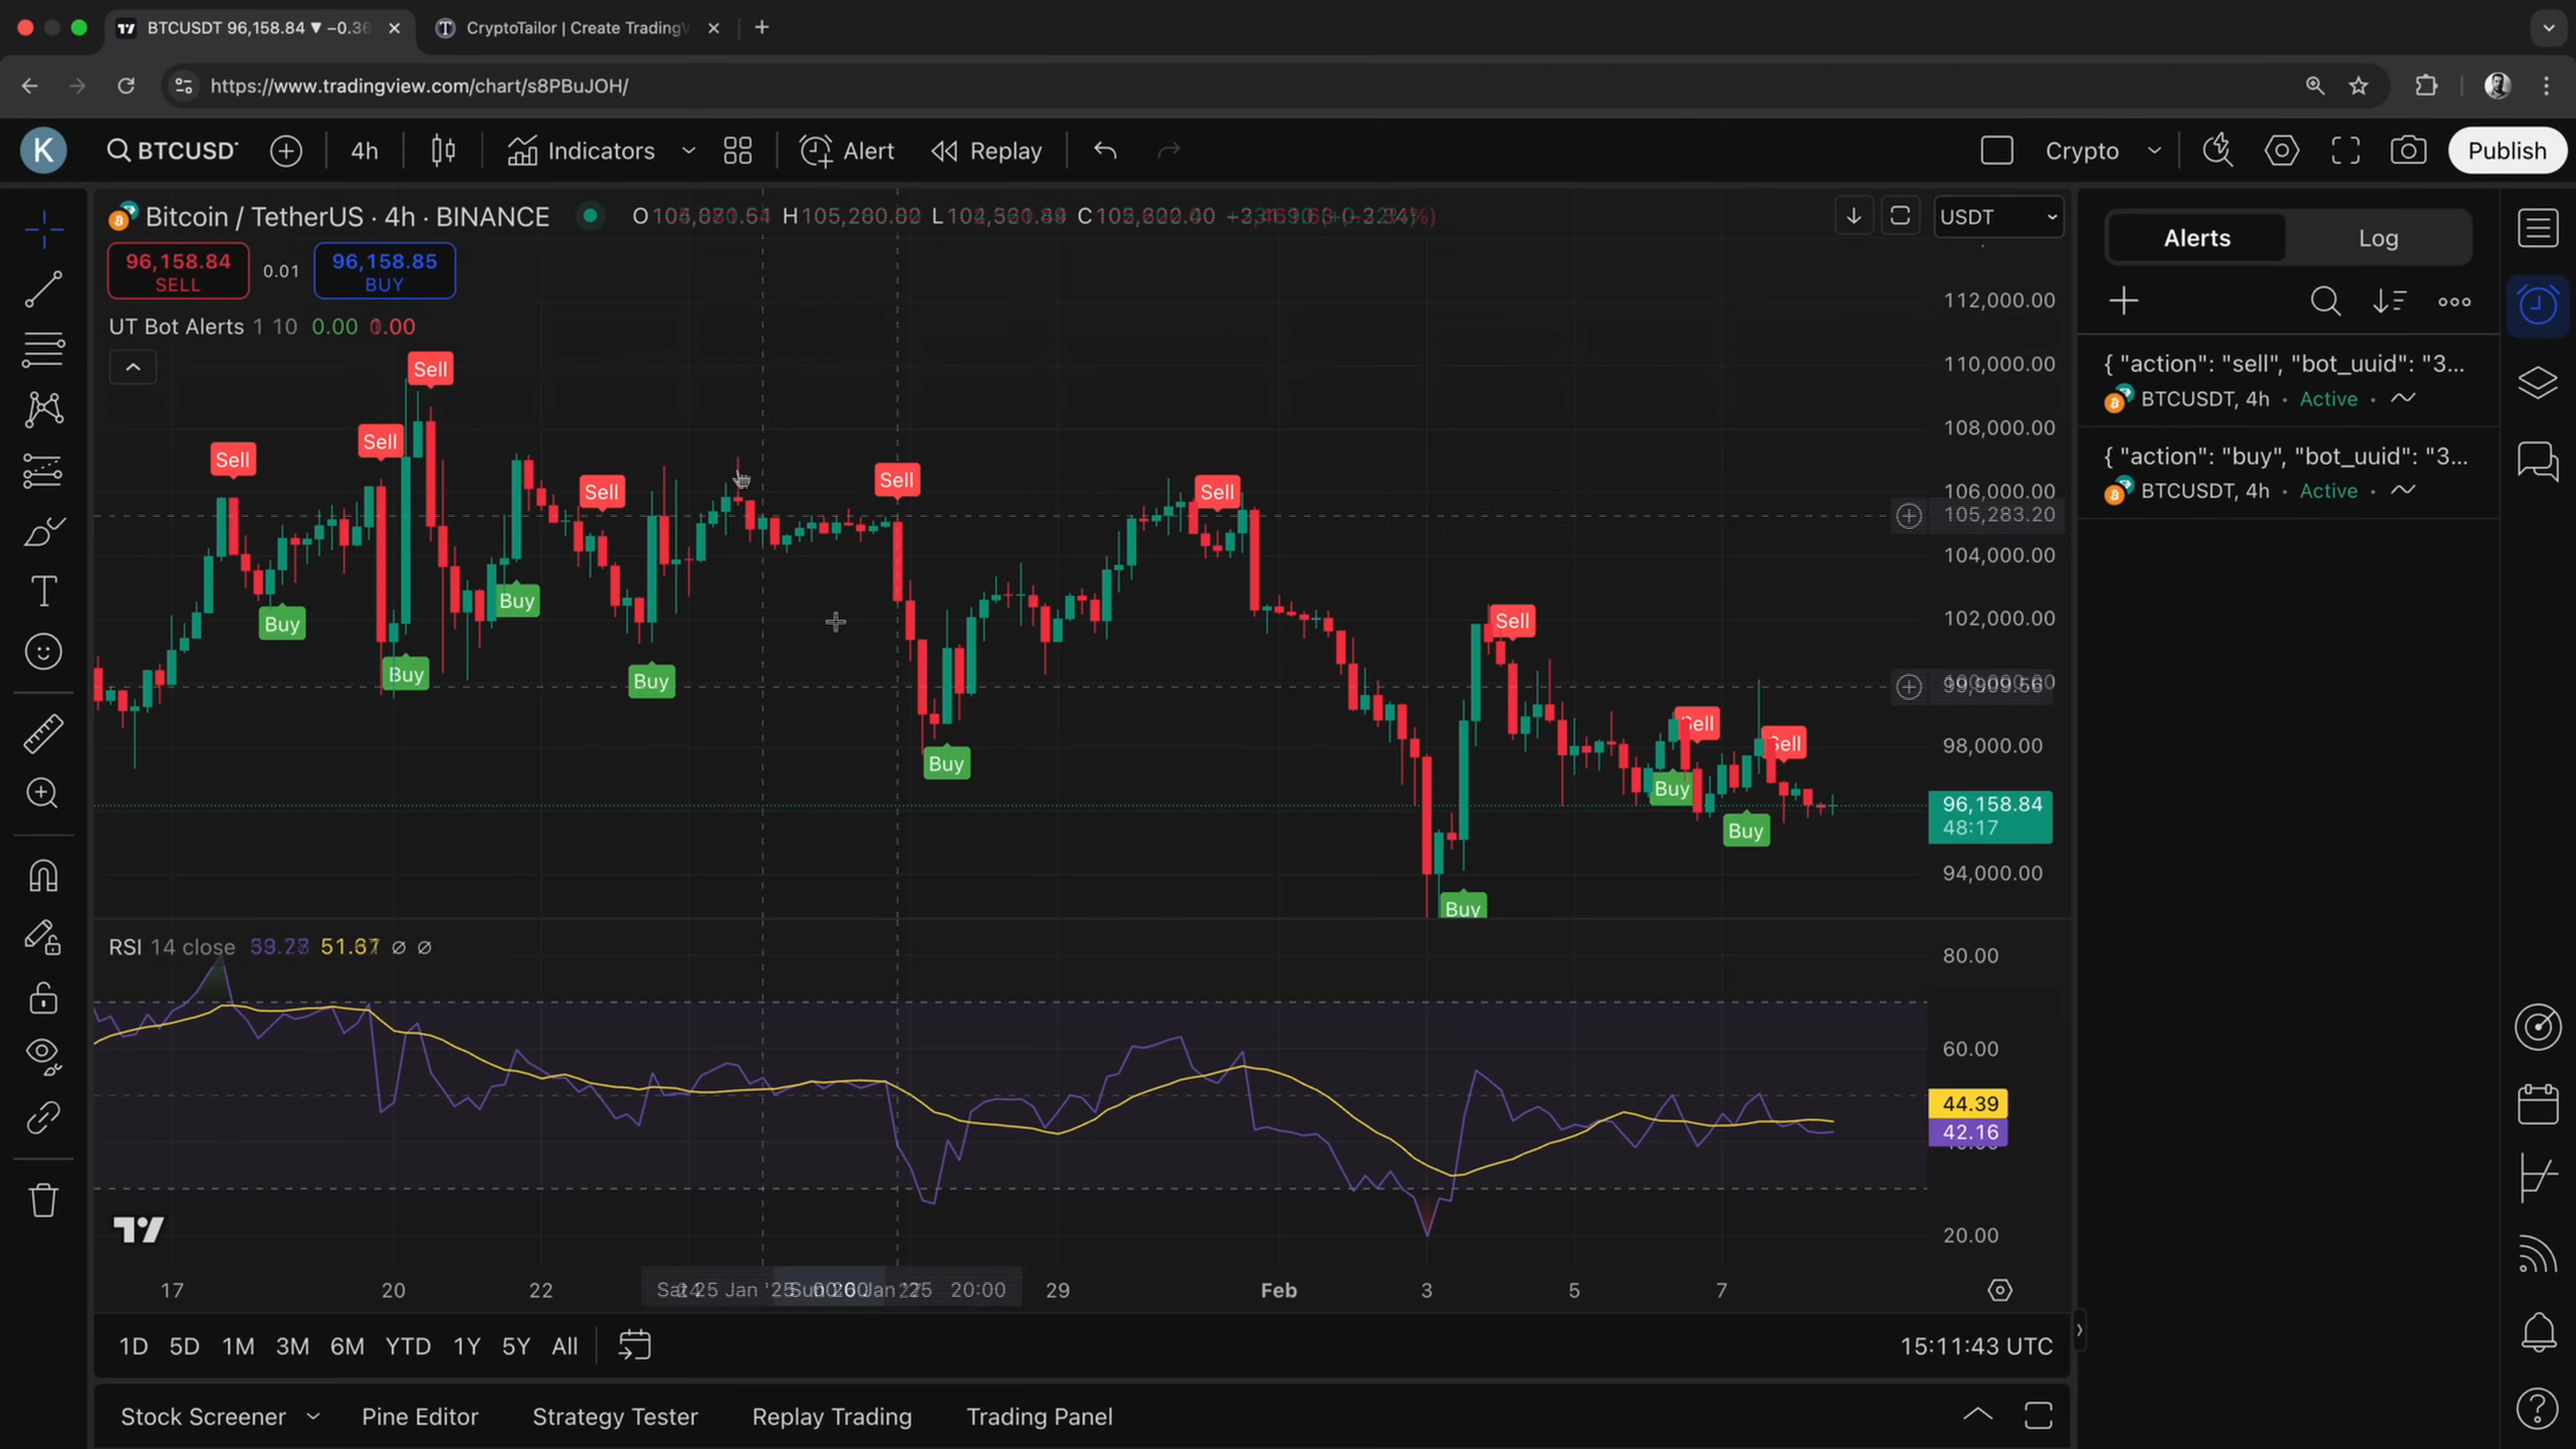 BTCUSDT 96,158.84 ▼ −0.36
CryptoTailor | Create TradingV
https://www.tradingview.com/chart/s8PBuJOH/
K
BTCUSD
4h
Indicators
Alert
Replay
Crypto
Publish
Bitcoin / TetherUS · 4h · BINANCE
O
H
L
C
USDT
96,158.84
SELL
0.01
96,158.85
BUY
UT Bot Alerts 1 10 0.00
Sell
Sell
Sell
Sell
Sell
Sell
Sell
Sell
Sell
Buy
Buy
Buy
Buy
Buy
Buy
Buy
Buy
112,000.00
110,000.00
108,000.00
106,000.00
105,283.20
104,000.00
102,000.00
98,000.00
96,158.84
48:17
94,000.00
RSI 14 close
80.00
60.00
44.39
42.16
20.00
17
20
22
29
Feb
3
5
7
20:00
1D 5D 1M 3M 6M YTD 1Y 5Y All
15:11:43 UTC
Stock Screener
Pine Editor
Strategy Tester
Replay Trading
Trading Panel
Alerts
Log
{ "action": "sell", "bot_uuid": "3...
BTCUSDT, 4h · Active ·
{ "action": "buy", "bot_uuid": "3...
BTCUSDT, 4h · Active ·